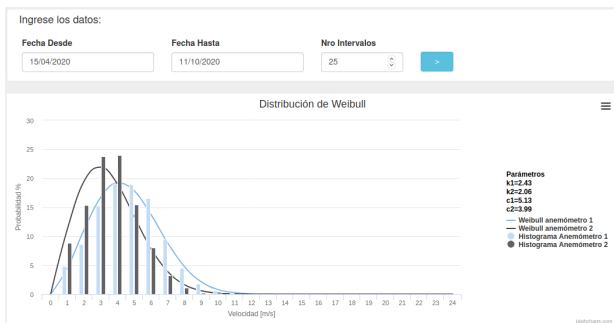 Ingrese los datos:
Fecha Desde Fecha Hasta Nro Intervalos
15/04/2020 11/10/2020 25 >
Distribución de Weibull
30
25
20
15
10
5
0
Probabilidad %
0 1 2 3 4 5 6 7 8 9 10 11 12 13 14 15 16 17 18 19 20 21 22 23 24
Velocidad [m/s]
Parámetros
k1=2.43
k2=2.06
c1=5.13
c2=3.99
Weibull anemómetro 1
Weibull anemómetro 2
Histograma Anemómetro 1
Histograma Anemómetro 2
Highcharts.com